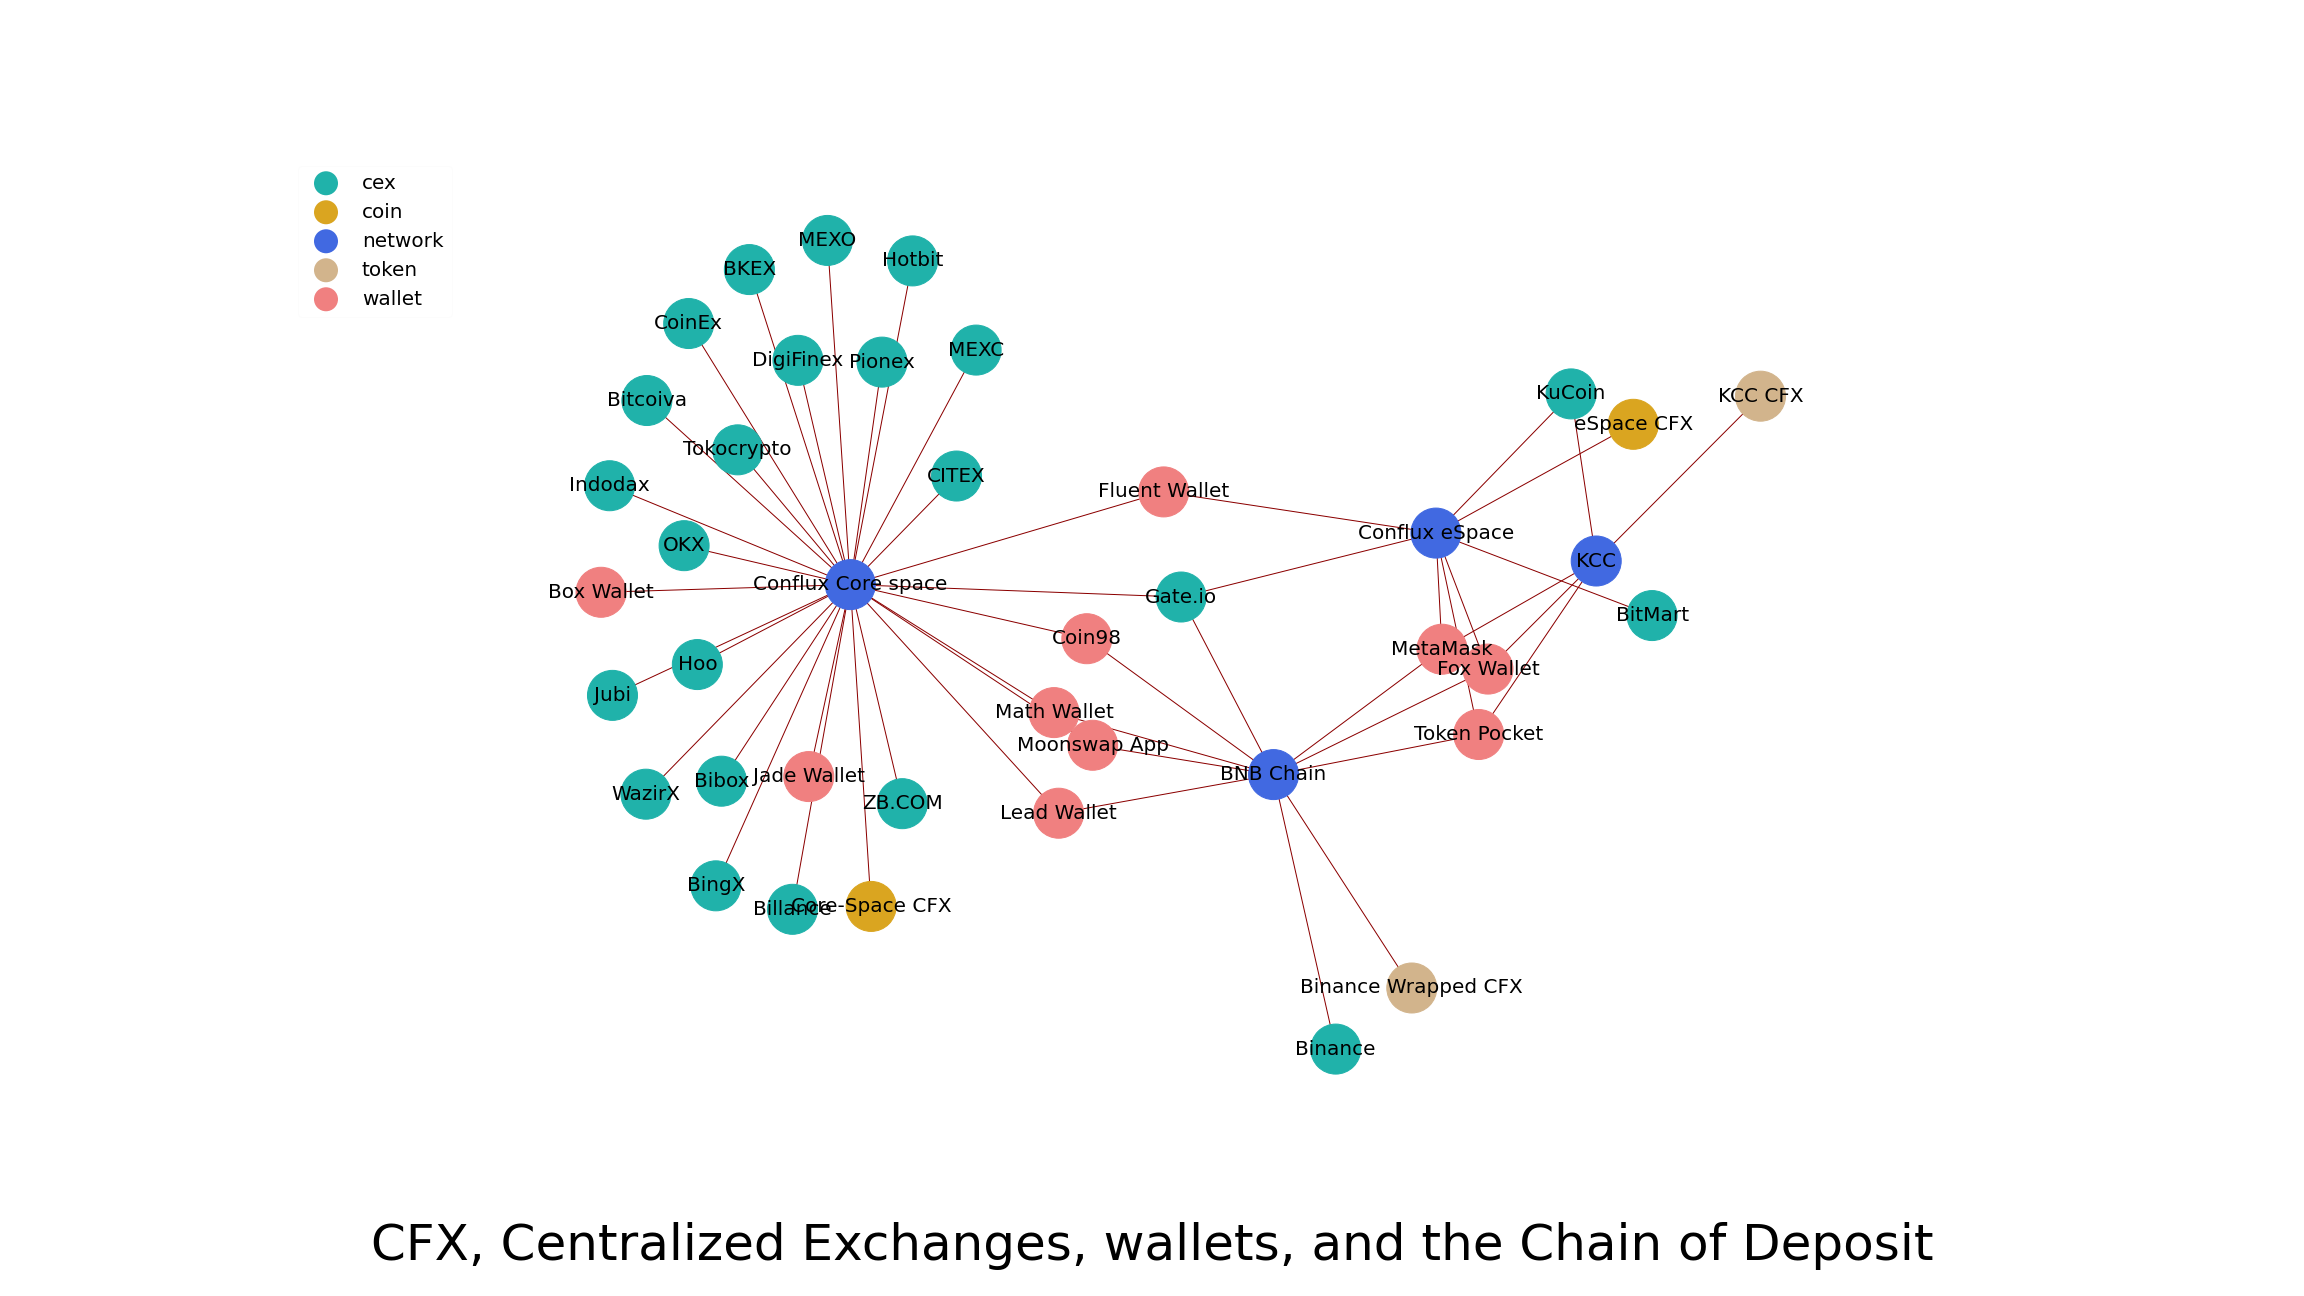 cex
coin
network
token
wallet
MEXO
Hotbit
BKEX
CoinEx
MEXC
DigiFinex
Pionex
KuCoin
KCC CFX
Bitcoiva
eSpace CFX
Tokocrypto
CITEX
Indodax
Fluent Wallet
Conflux eSpace
OKX
KCC
Conflux Core space
Box Wallet
Gate.io
BitMart
Coin98
MetaMask
Hoo
Fox Wallet
Jubi
Math Wallet
Token Pocket
Moonswap App
BNB Chain
Jade Wallet
Bibox
WazirX
ZB.COM
Lead Wallet
BingX
Billance
Core-Space CFX
Binance Wrapped CFX
Binance
CFX, Centralized Exchanges, wallets, and the Chain of Deposit